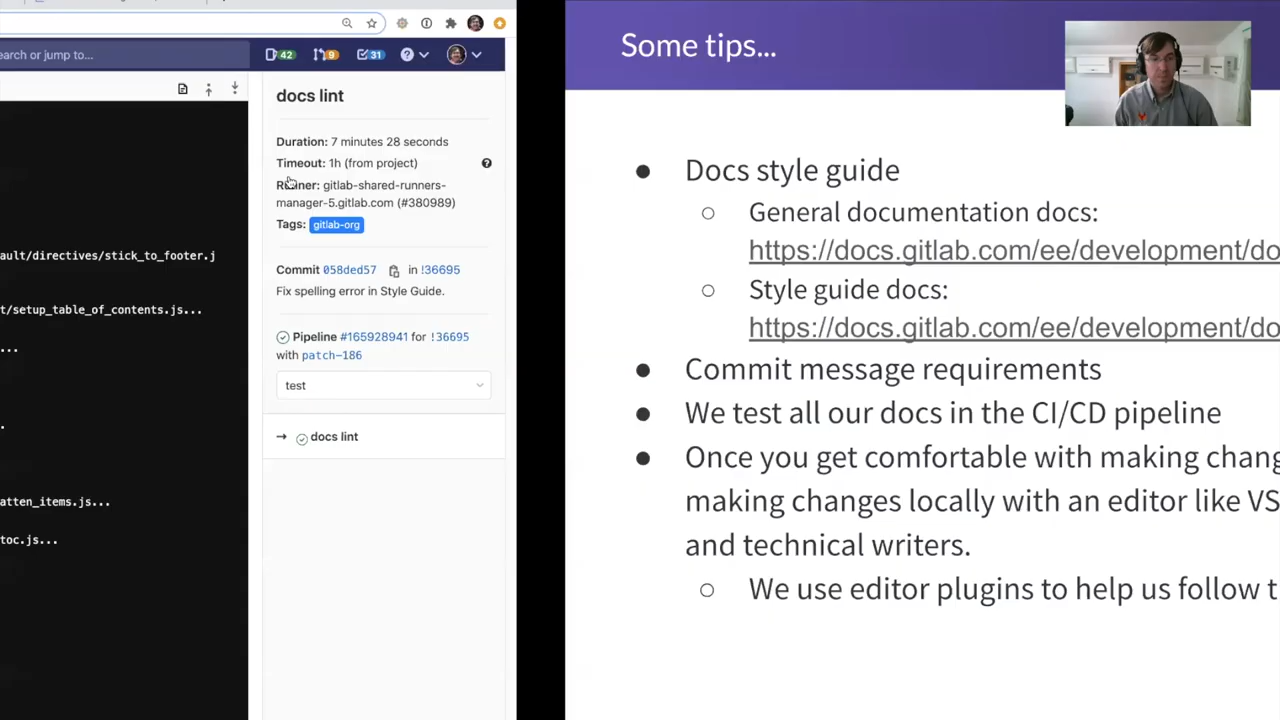 earch or jump to...
42
9
31
docs lint
Duration: 7 minutes 28 seconds
Timeout: 1h (from project)
Runner: gitlab-shared-runners-
manager-5.gitlab.com (#380989)
Tags: gitlab-org
Commit 058ded57 in !36695
Fix spelling error in Style Guide.
Pipeline #165928941 for !36695
with patch-186
test
→ docs lint
ault/directives/stick_to_footer.j
t/setup_table_of_contents.js...
...
.
atten_items.js...
toc.js...
Some tips...
● Docs style guide
○ General documentation docs:
https://docs.gitlab.com/ee/development/do
○ Style guide docs:
https://docs.gitlab.com/ee/development/do
● Commit message requirements
● We test all our docs in the CI/CD pipeline
● Once you get comfortable with making chang
making changes locally with an editor like VS
and technical writers.
○ We use editor plugins to help us follow t